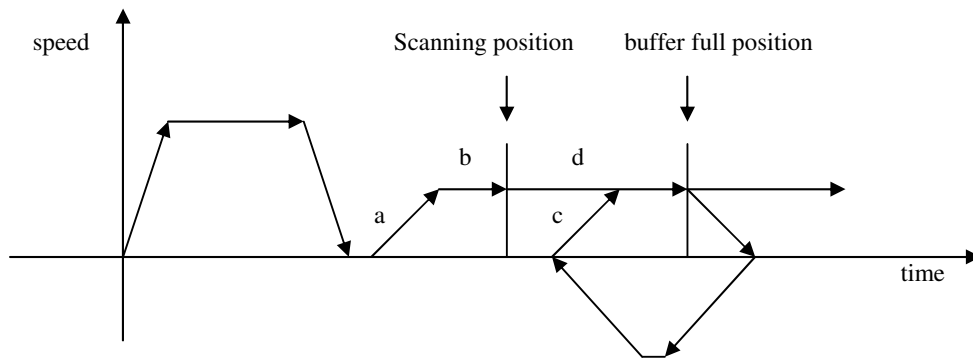 speed
Scanning position
buffer full position
b
d
a
c
time